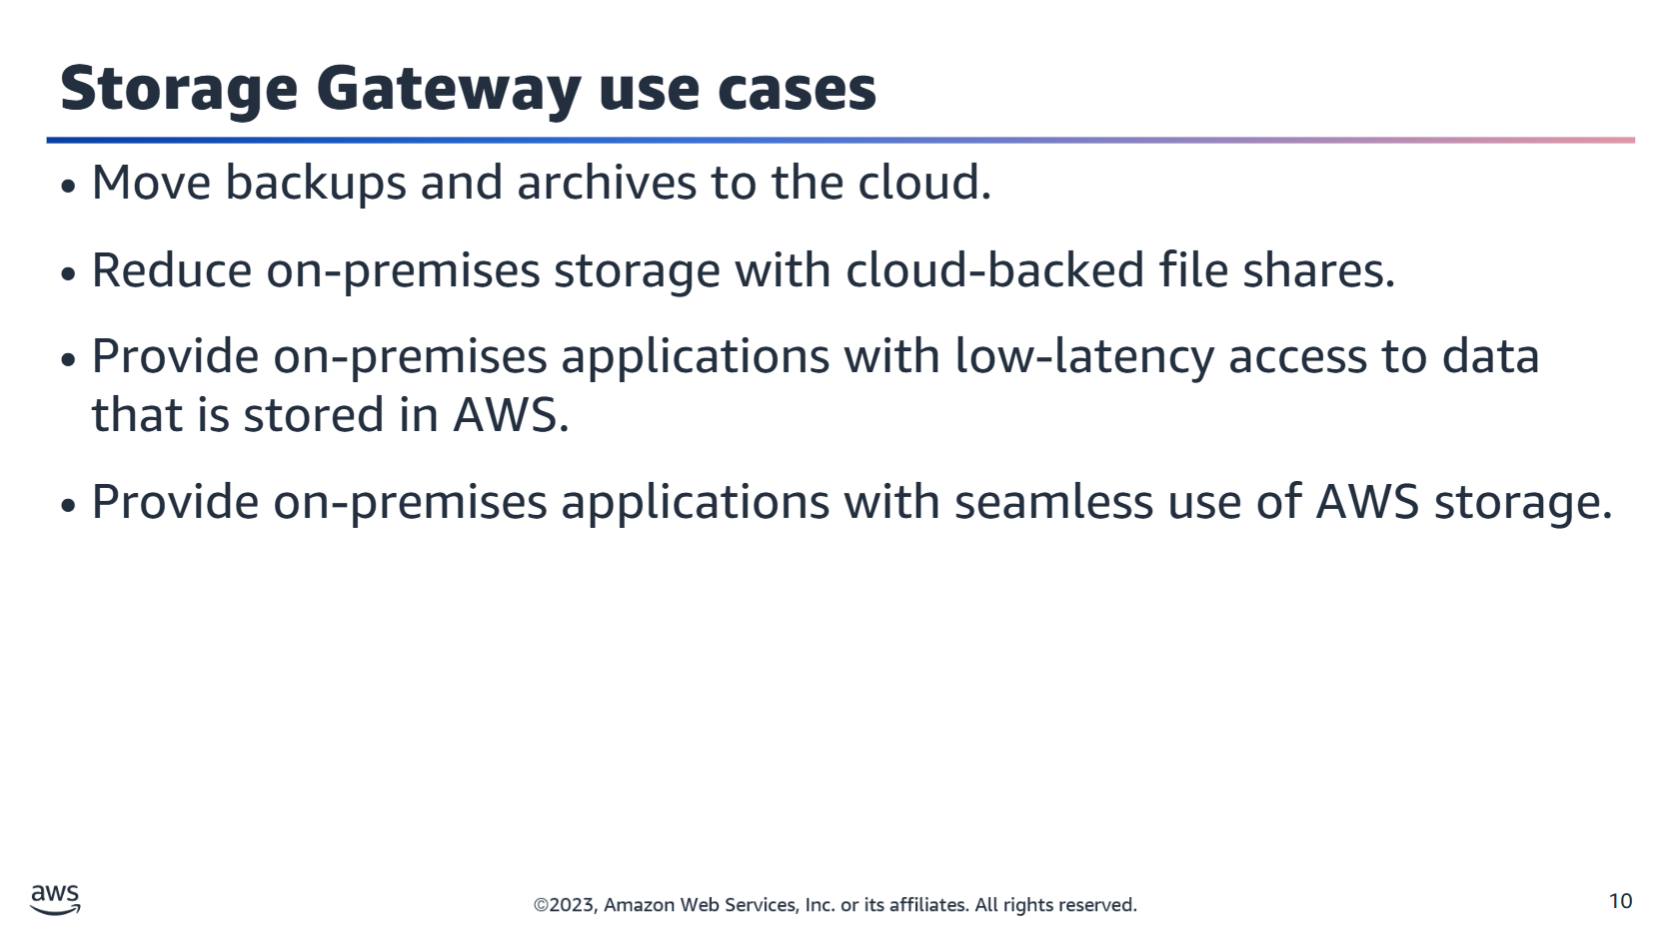 Storage Gateway use cases
• Move backups and archives to the cloud.
• Reduce on-premises storage with cloud-backed file shares.
• Provide on-premises applications with low-latency access to data
that is stored in AWS.
• Provide on-premises applications with seamless use of AWS storage.
aws
©2023, Amazon Web Services, Inc. or its affiliates. All rights reserved.
10